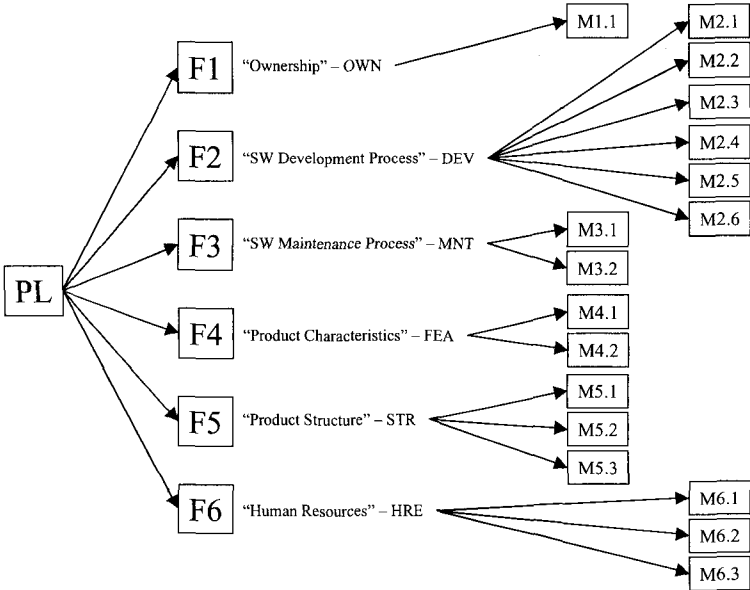 PL
F1 "Ownership" – OWN
M1.1
F2 "SW Development Process" – DEV
M2.1
M2.2
M2.3
M2.4
M2.5
M2.6
F3 "SW Maintenance Process" – MNT
M3.1
M3.2
F4 "Product Characteristics" – FEA
M4.1
M4.2
F5 "Product Structure" – STR
M5.1
M5.2
M5.3
F6 "Human Resources" – HRE
M6.1
M6.2
M6.3